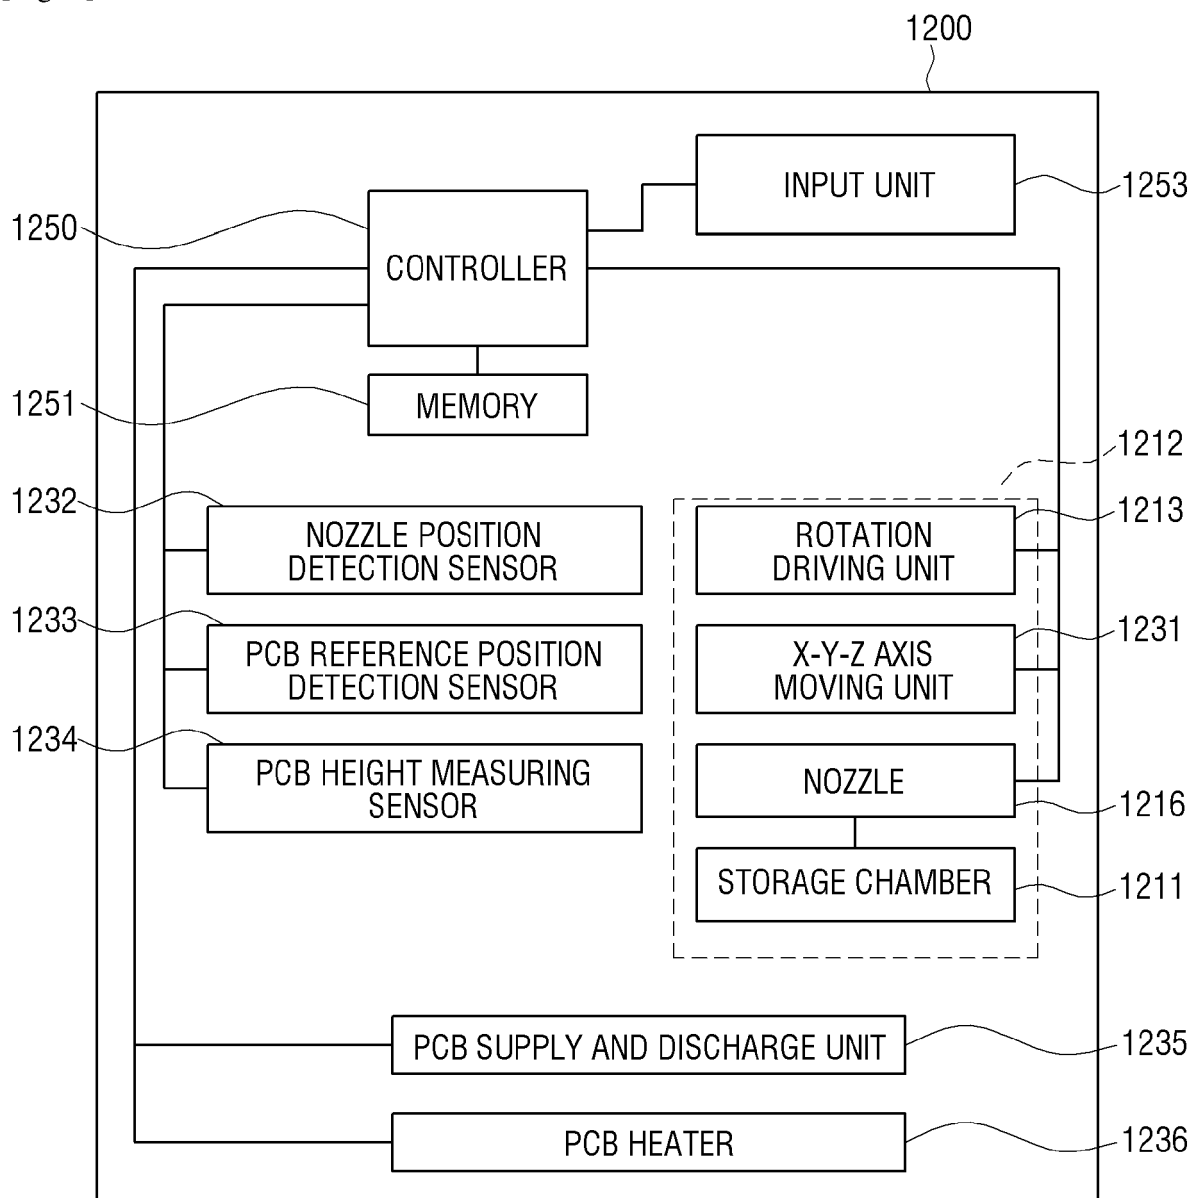 1200
INPUT UNIT
1253
1250
CONTROLLER
1251
MEMORY
1212
1232
NOZZLE POSITION
DETECTION SENSOR
ROTATION
DRIVING UNIT
1213
1233
PCB REFERENCE POSITION
DETECTION SENSOR
X-Y-Z AXIS
MOVING UNIT
1231
1234
PCB HEIGHT MEASURING
SENSOR
NOZZLE
1216
STORAGE CHAMBER
1211
PCB SUPPLY AND DISCHARGE UNIT
1235
PCB HEATER
1236